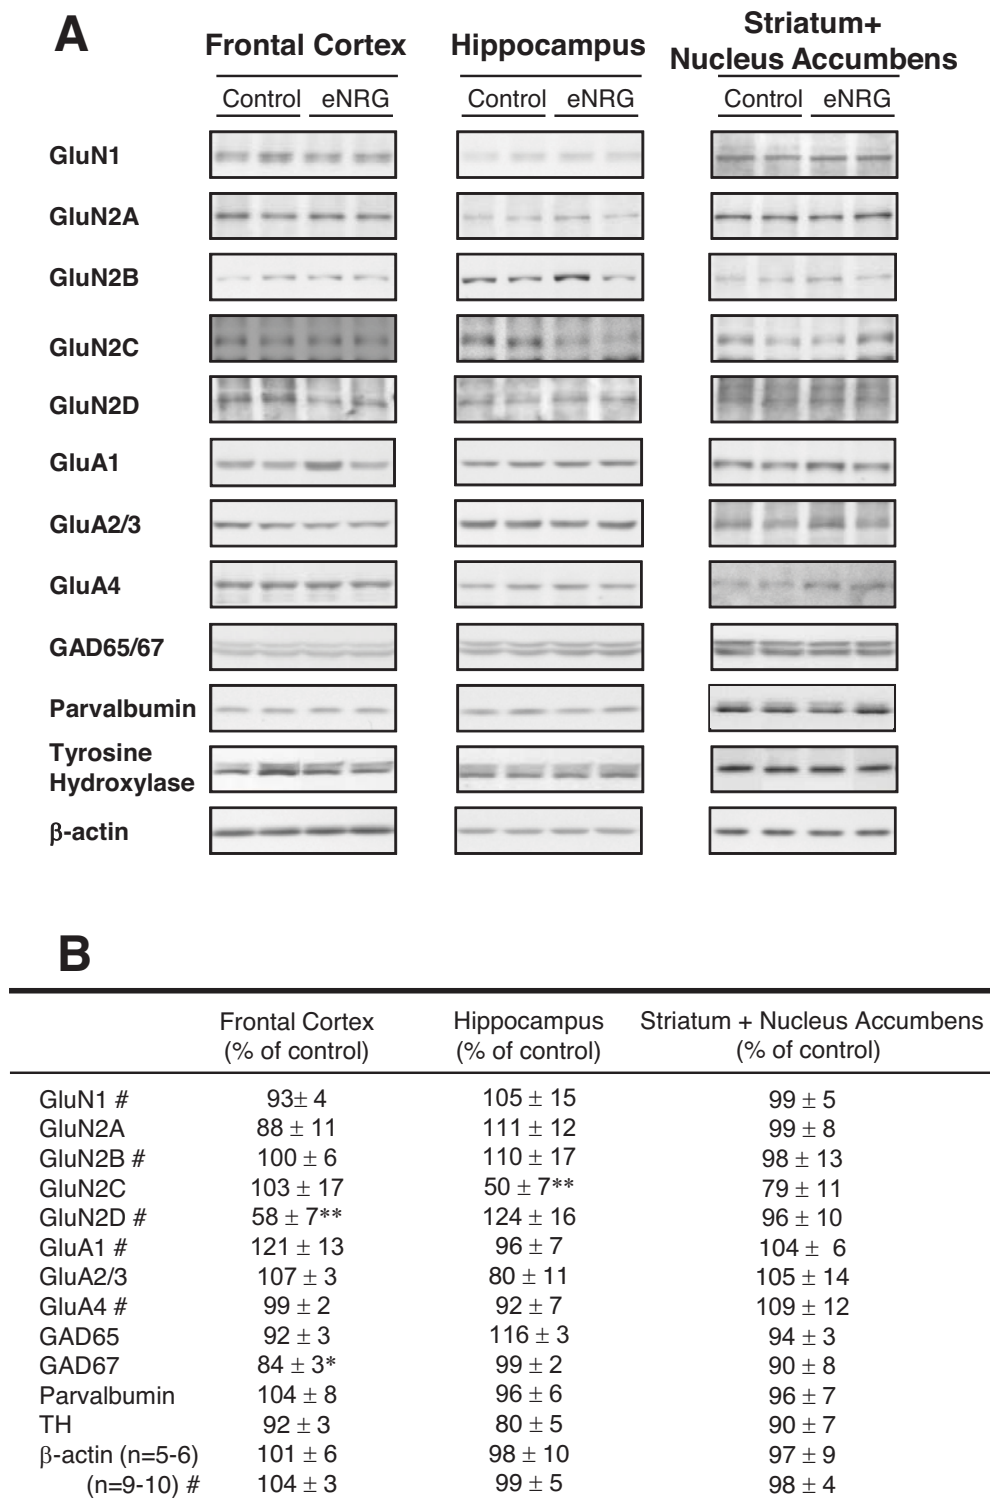 A
Frontal Cortex
Hippocampus
Striatum+
Nucleus Accumbens
Control eNRG
Control eNRG
Control eNRG
GluN1
GluN2A
GluN2B
GluN2C
GluN2D
GluA1
GluA2/3
GluA4
GAD65/67
Parvalbumin
Tyrosine
Hydroxylase
β-actin
B
Frontal Cortex Hippocampus Striatum + Nucleus Accumbens
(% of control) (% of control) (% of control)
GluN1 # 93± 4 105 ± 15 99 ± 5
GluN2A 88 ± 11 111 ± 12 99 ± 8
GluN2B # 100 ± 6 110 ± 17 98 ± 13
GluN2C 103 ± 17 50 ± 7** 79 ± 11
GluN2D # 58 ± 7** 124 ± 16 96 ± 10
GluA1 # 121 ± 13 96 ± 7 104 ± 6
GluA2/3 107 ± 3 80 ± 11 105 ± 14
GluA4 # 99 ± 2 92 ± 7 109 ± 12
GAD65 92 ± 3 116 ± 3 94 ± 3
GAD67 84 ± 3* 99 ± 2 90 ± 8
Parvalbumin 104 ± 8 96 ± 6 96 ± 7
TH 92 ± 3 80 ± 5 90 ± 7
β-actin (n=5-6) 101 ± 6 98 ± 10 97 ± 9
(n=9-10) # 104 ± 3 99 ± 5 98 ± 4